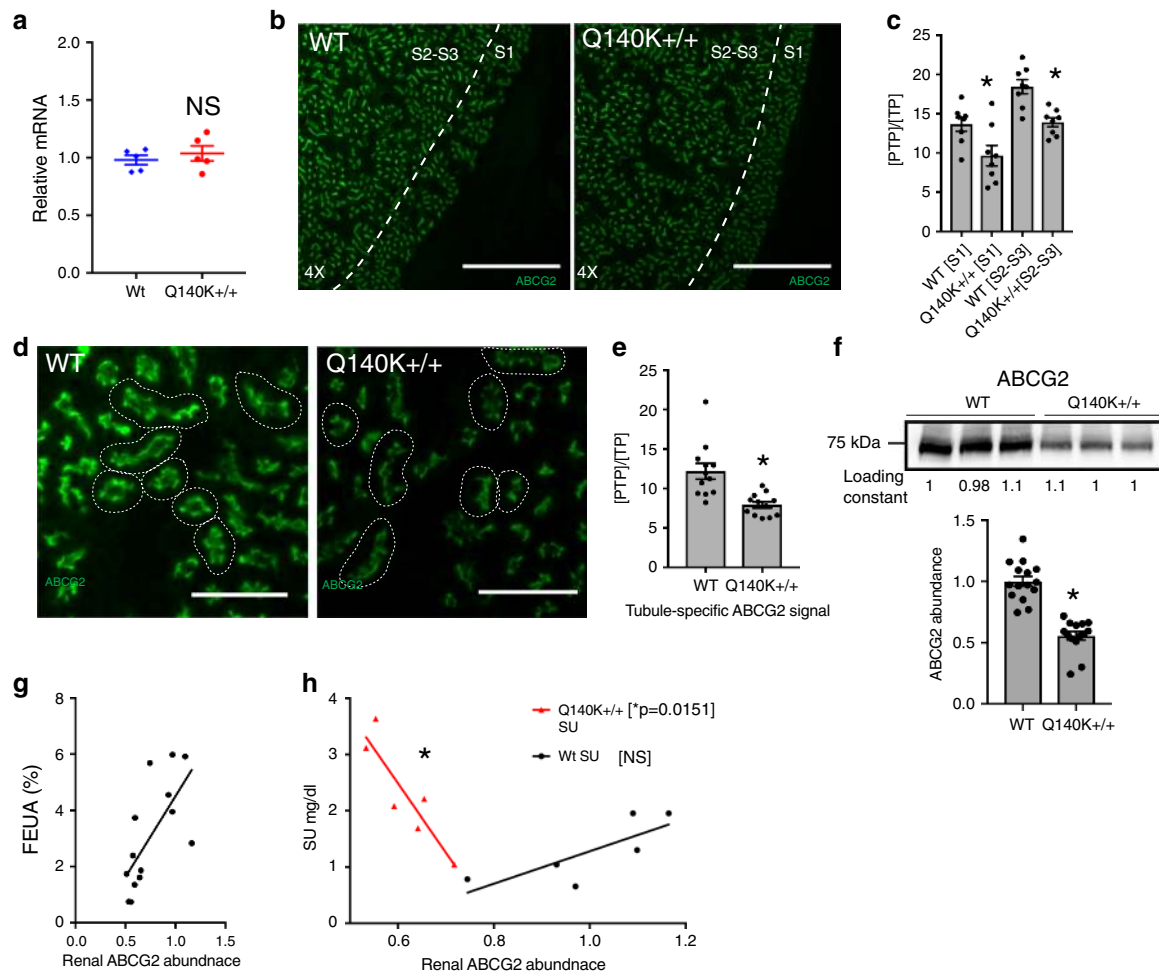 a
2.0
1.5
1.0
0.5
0.0
Relative mRNA
NS
Wt Q140K+/+
b
WT
S2-S3
S1
4X
ABCG2
Q140K+/+
S2-S3
S1
4X
ABCG2
c
25
20
15
10
5
0
[PTP]/[TP]
*
*
WT [S1]
Q140K+/+ [S1]
WT [S2-S3]
Q140K+/+[S2-S3]
d
WT
ABCG2
Q140K+/+
ABCG2
e
25
20
15
10
5
0
[PTP]/[TP]
*
WT Q140K+/+
Tubule-specific ABCG2 signal
f
ABCG2
WT Q140K+/+
75 kDa
Loading
constant
1 0.98 1.1 1.1 1 1
1.5
1.0
0.5
0.0
ABCG2 abundance
*
WT Q140K+/+
g
8
6
4
2
0
FEUA (%)
0.0 0.5 1.0 1.5
Renal ABCG2 abundnace
h
4
3
2
1
0
SU mg/dl
*
Q140K+/+ [*p=0.0151]
SU
Wt SU [NS]
0.6 0.8 1.0 1.2
Renal ABCG2 abundnace